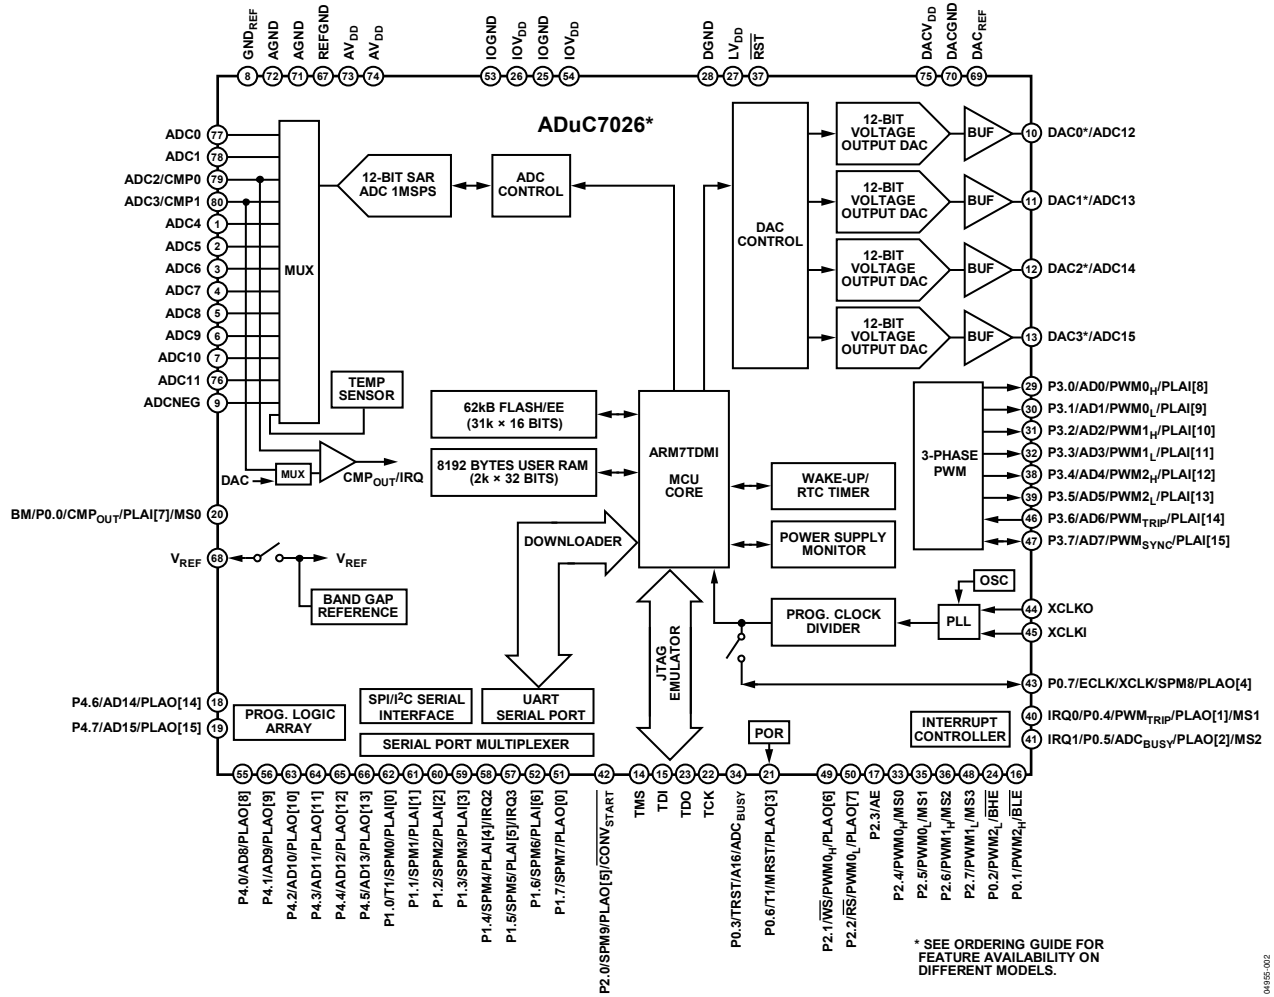 GNDREF
AGND
AGND
REFGND
AVDD
AVDD
IOGND
IOVDD
IOGND
IOVDD
DGND
LVDD
RST
DACVDD
DACGND
DACREF
8 72 71 67 73 74 53 26 25 54 28 27 37 75 70 69
ADuC7026*
ADC0 77
ADC1 78
ADC2/CMP0 79
ADC3/CMP1 80
ADC4 1
ADC5 2
ADC6 3
ADC7 4
ADC8 5
ADC9 6
ADC10 7
ADC11 76
ADCNEG 9
MUX
12-BIT SAR
ADC 1MSPS
ADC
CONTROL
DAC
CONTROL
12-BIT
VOLTAGE
OUTPUT DAC
BUF
10 DAC0*/ADC12
12-BIT
VOLTAGE
OUTPUT DAC
BUF
11 DAC1*/ADC13
12-BIT
VOLTAGE
OUTPUT DAC
BUF
12 DAC2*/ADC14
12-BIT
VOLTAGE
OUTPUT DAC
BUF
13 DAC3*/ADC15
TEMP
SENSOR
DAC
MUX
CMPOUT/IRQ
62kB FLASH/EE
(31k × 16 BITS)
8192 BYTES USER RAM
(2k × 32 BITS)
ARM7TDMI
MCU
CORE
WAKE-UP/
RTC TIMER
POWER SUPPLY
MONITOR
3-PHASE
PWM
29 P3.0/AD0/PWM0H/PLAI[8]
30 P3.1/AD1/PWM0L/PLAI[9]
31 P3.2/AD2/PWM1H/PLAI[10]
32 P3.3/AD3/PWM1L/PLAI[11]
38 P3.4/AD4/PWM2H/PLAI[12]
39 P3.5/AD5/PWM2L/PLAI[13]
46 P3.6/AD6/PWMTRIP/PLAI[14]
47 P3.7/AD7/PWMSYNC/PLAI[15]
BM/P0.0/CMPOUT/PLAI[7]/MS0 20
VREF 68
VREF
BAND GAP
REFERENCE
DOWNLOADER
JTAG
EMULATOR
PROG. CLOCK
DIVIDER
PLL
OSC
44 XCLKO
45 XCLKI
43 P0.7/ECLK/XCLK/SPM8/PLAO[4]
P4.6/AD14/PLAO[14] 18
P4.7/AD15/PLAO[15] 19
PROG. LOGIC
ARRAY
SPI/I2C SERIAL
INTERFACE
UART
SERIAL PORT
SERIAL PORT MULTIPLEXER
POR
INTERRUPT
CONTROLLER
40 IRQ0/P0.4/PWMTRIP/PLAO[1]/MS1
41 IRQ1/P0.5/ADCBUSY/PLAO[2]/MS2
55 56 63 64 65 66 62 61 60 59 58 57 52 51 42 14 15 23 22 34 21 49 50 17 33 35 36 48 24 16
P4.0/AD8/PLAO[8]
P4.1/AD9/PLAO[9]
P4.2/AD10/PLAO[10]
P4.3/AD11/PLAO[11]
P4.4/AD12/PLAO[12]
P4.5/AD13/PLAO[13]
P1.0/T1/SPM0/PLAI[0]
P1.1/SPM1/PLAI[1]
P1.2/SPM2/PLAI[2]
P1.3/SPM3/PLAI[3]
P1.4/SPM4/PLAI[4]/IRQ2
P1.5/SPM5/PLAI[5]/IRQ3
P1.6/SPM6/PLAI[6]
P1.7/SPM7/PLAO[0]
P2.0/SPM9/PLAO[5]/CONVSTART
TMS
TDI
TDO
TCK
P0.3/TRST/A16/ADCBUSY
P0.6/T1/MRST/PLAO[3]
P2.1/WS/PWM0H/PLAO[6]
P2.2/RS/PWM0L/PLAO[7]
P2.3/AE
P2.4/PWM0H/MS0
P2.5/PWM0L/MS1
P2.6/PWM1H/MS2
P2.7/PWM1L/MS3
P0.2/PWM2L/BHE
P0.1/PWM2H/BLE
* SEE ORDERING GUIDE FOR
FEATURE AVAILABILITY ON
DIFFERENT MODELS.
04955-002